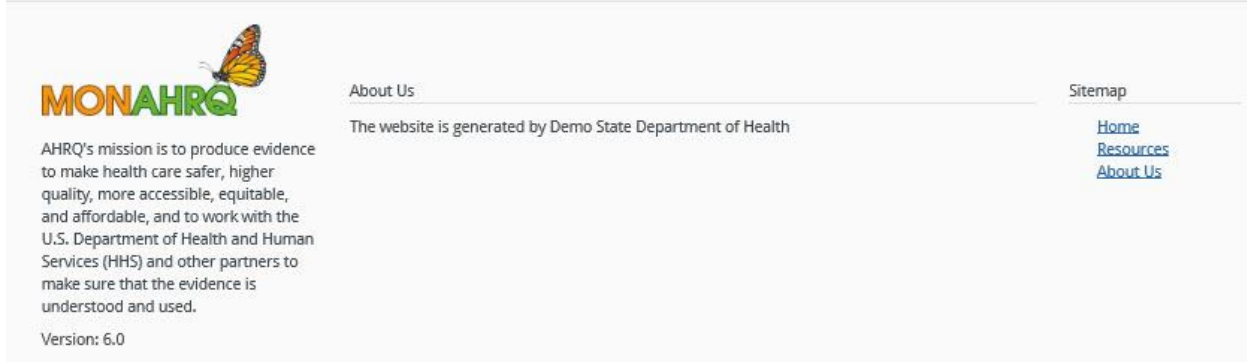 MONAHRQ
AHRQ's mission is to produce evidence
to make health care safer, higher
quality, more accessible, equitable,
and affordable, and to work with the
U.S. Department of Health and Human
Services (HHS) and other partners to
make sure that the evidence is
understood and used.
Version: 6.0
About Us
The website is generated by Demo State Department of Health
Sitemap
Home
Resources
About Us